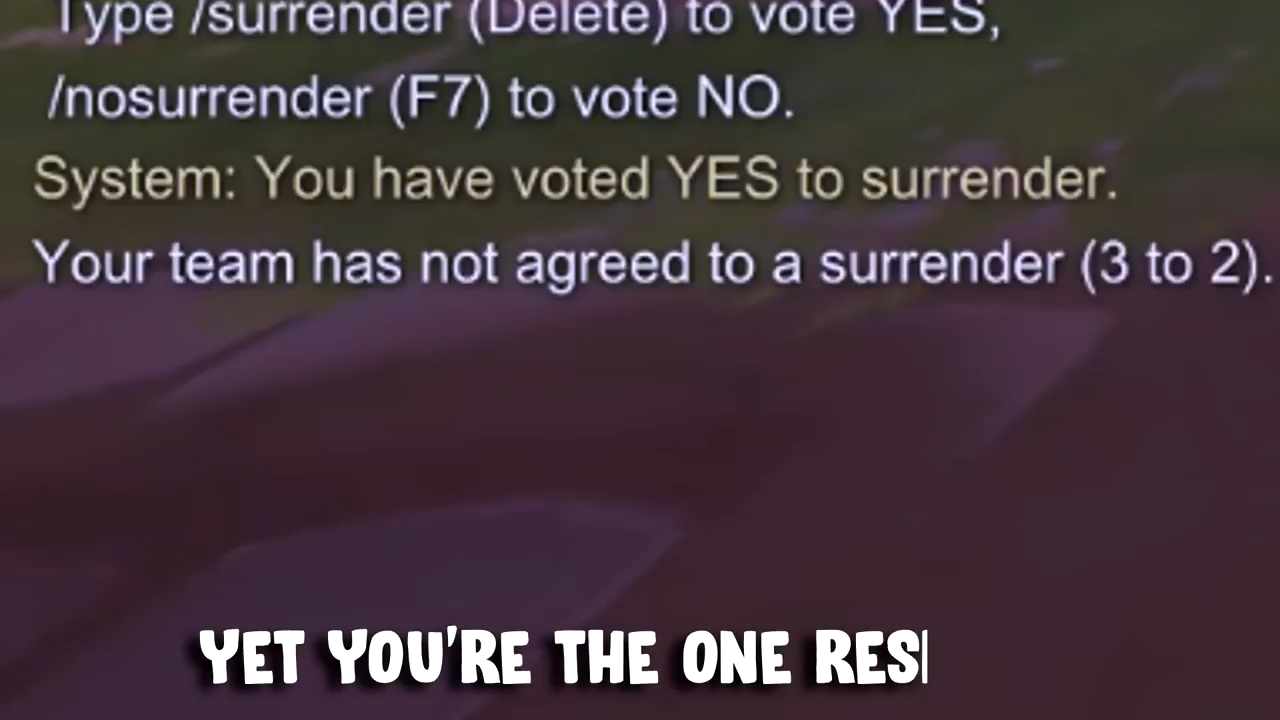 Type /surrender (Delete) to vote YES,
/nosurrender (F7) to vote NO.
System: You have voted YES to surrender.
Your team has not agreed to a surrender (3 to 2).
YET YOU'RE THE ONE RES